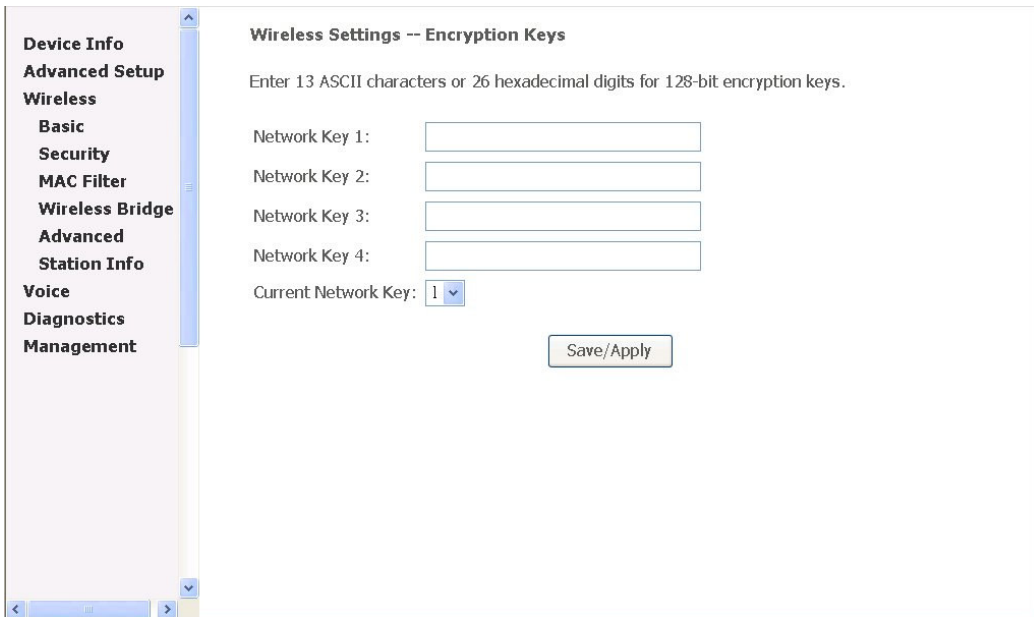 Device Info
Advanced Setup
Wireless
Basic
Security
MAC Filter
Wireless Bridge
Advanced
Station Info
Voice
Diagnostics
Management
Wireless Settings -- Encryption Keys
Enter 13 ASCII characters or 26 hexadecimal digits for 128-bit encryption keys.
Network Key 1:
Network Key 2:
Network Key 3:
Network Key 4:
Current Network Key: 1
Save/Apply